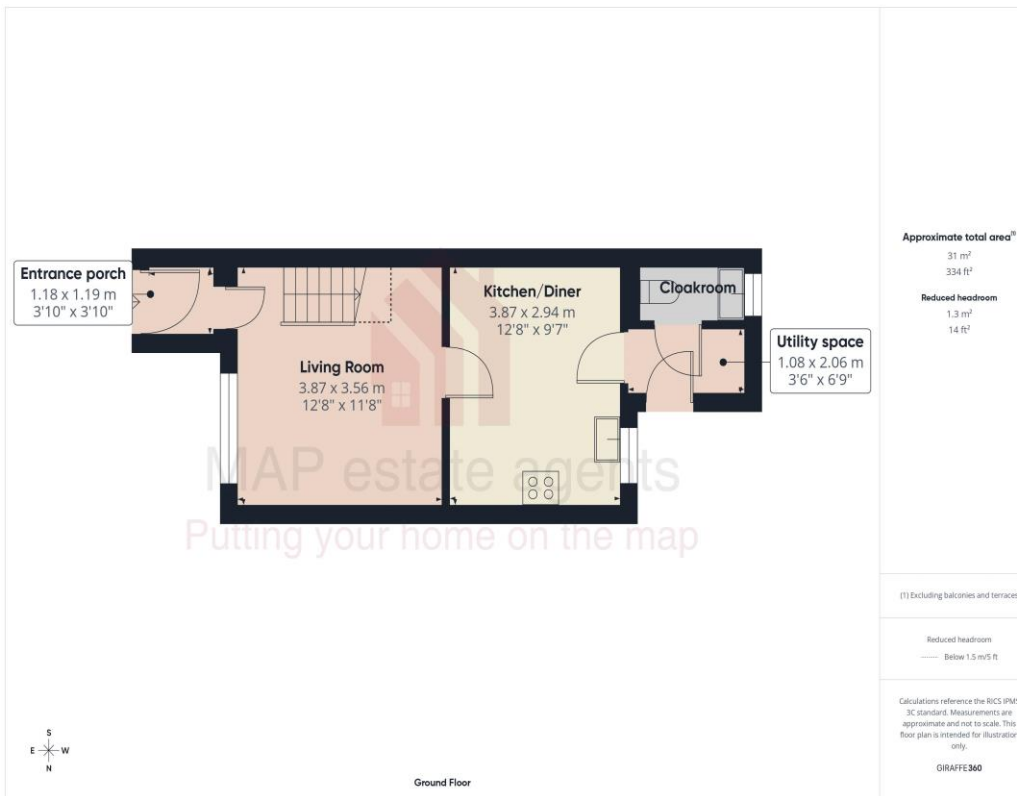 Entrance porch
1.18 x 1.19 m
3'10" x 3'10"
Living Room
3.87 x 3.56 m
12'8" x 11'8"
Kitchen/Diner
3.87 x 2.94 m
12'8" x 9'7"
Cloakroom
Utility space
1.08 x 2.06 m
3'6" x 6'9"
MAP estate agents
Putting your home on the map
S
E W
N
Ground Floor
Approximate total area(1)
31 m²
334 ft²
Reduced headroom
1.3 m²
14 ft²
(1) Excluding balconies and terraces
Reduced headroom
Below 1.5 m/5 ft
Calculations reference the RICS IPMS
3C standard. Measurements are
approximate and not to scale. This
floor plan is intended for illustration
only.
GIRAFFE360